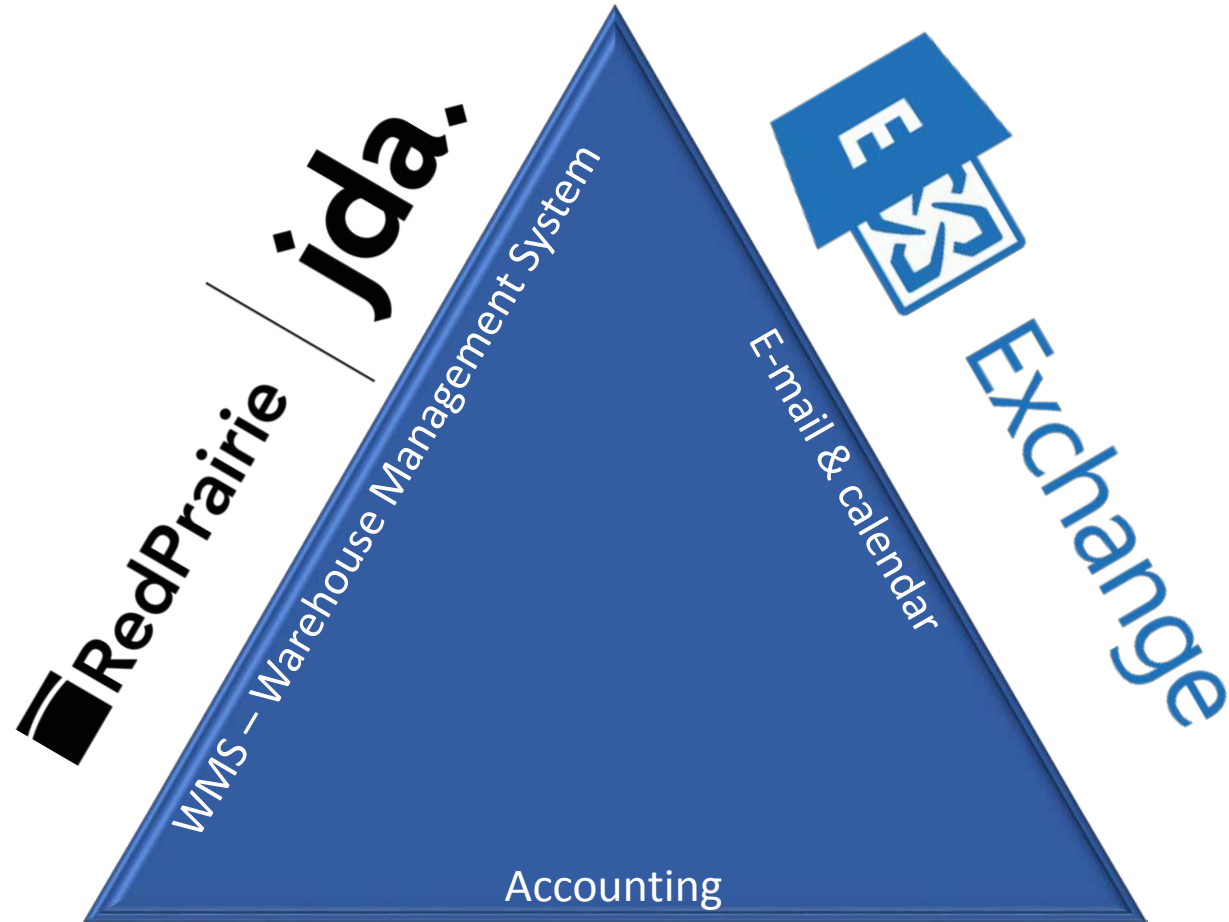 RedPrairie
jda.
WMS – Warehouse Management System
E
Exchange
E-mail & calendar
Accounting